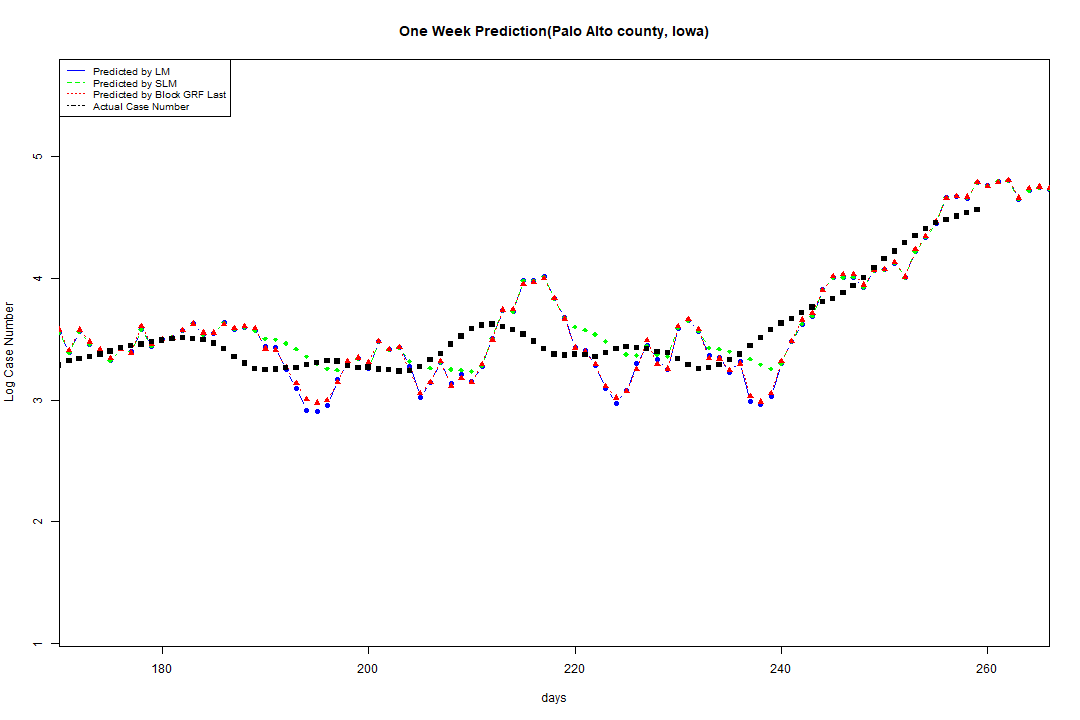 One Week Prediction(Palo Alto county, Iowa)
Predicted by LM
Predicted by SLM
Predicted by Block GRF Last
Actual Case Number
5
4
3
2
1
Log Case Number
180 200 220 240 260
days